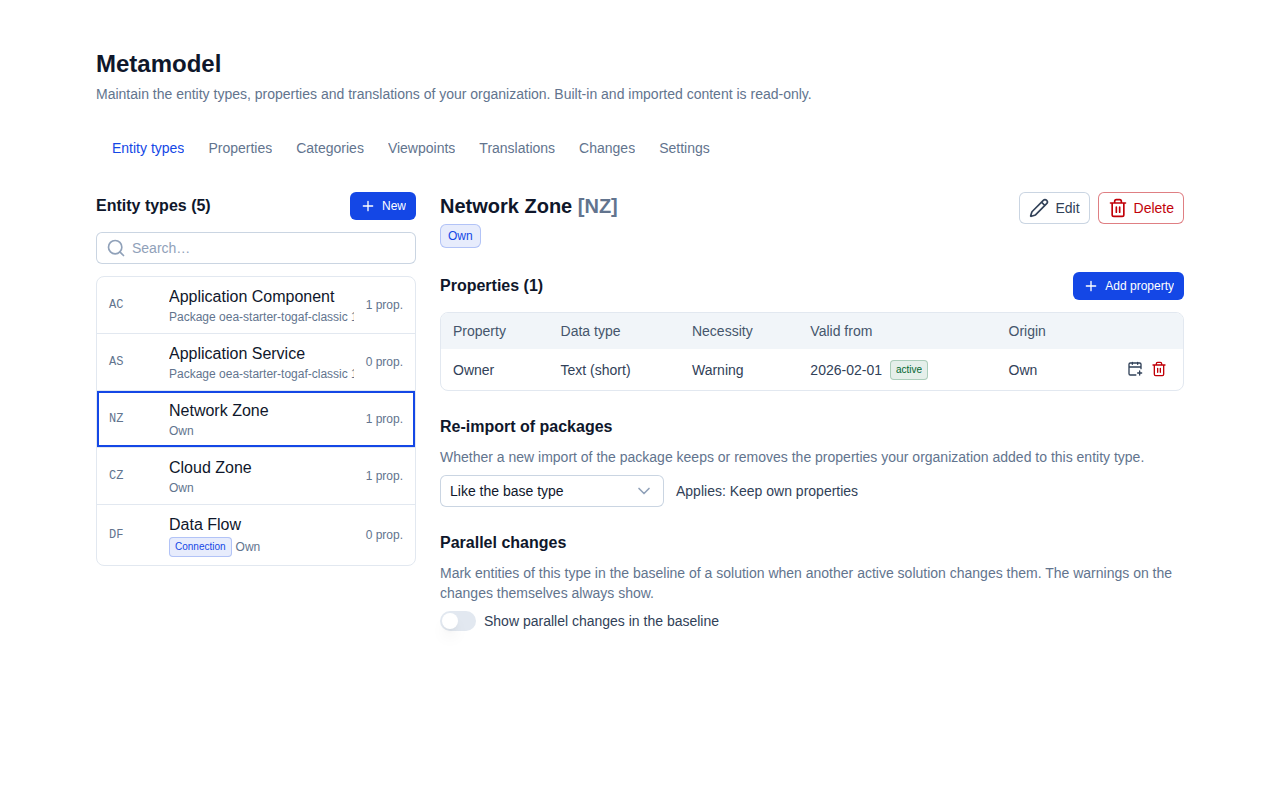 Metamodel
Maintain the entity types, properties and translations of your organization. Built-in and imported content is read-only.
Entity types Properties Categories Viewpoints Translations Changes Settings
Entity types (5)
New
Search…
AC Application Component 1 prop.
Package oea-starter-togaf-classic
AS Application Service 0 prop.
Package oea-starter-togaf-classic
NZ Network Zone 1 prop.
Own
CZ Cloud Zone 1 prop.
Own
DF Data Flow 0 prop.
Connection Own
Network Zone [NZ]
Own
Edit Delete
Properties (1)
Add property
Property Data type Necessity Valid from Origin
Owner Text (short) Warning 2026-02-01 active Own
Re-import of packages
Whether a new import of the package keeps or removes the properties your organization added to this entity type.
Like the base type Applies: Keep own properties
Parallel changes
Mark entities of this type in the baseline of a solution when another active solution changes them. The warnings on the
changes themselves always show.
Show parallel changes in the baseline